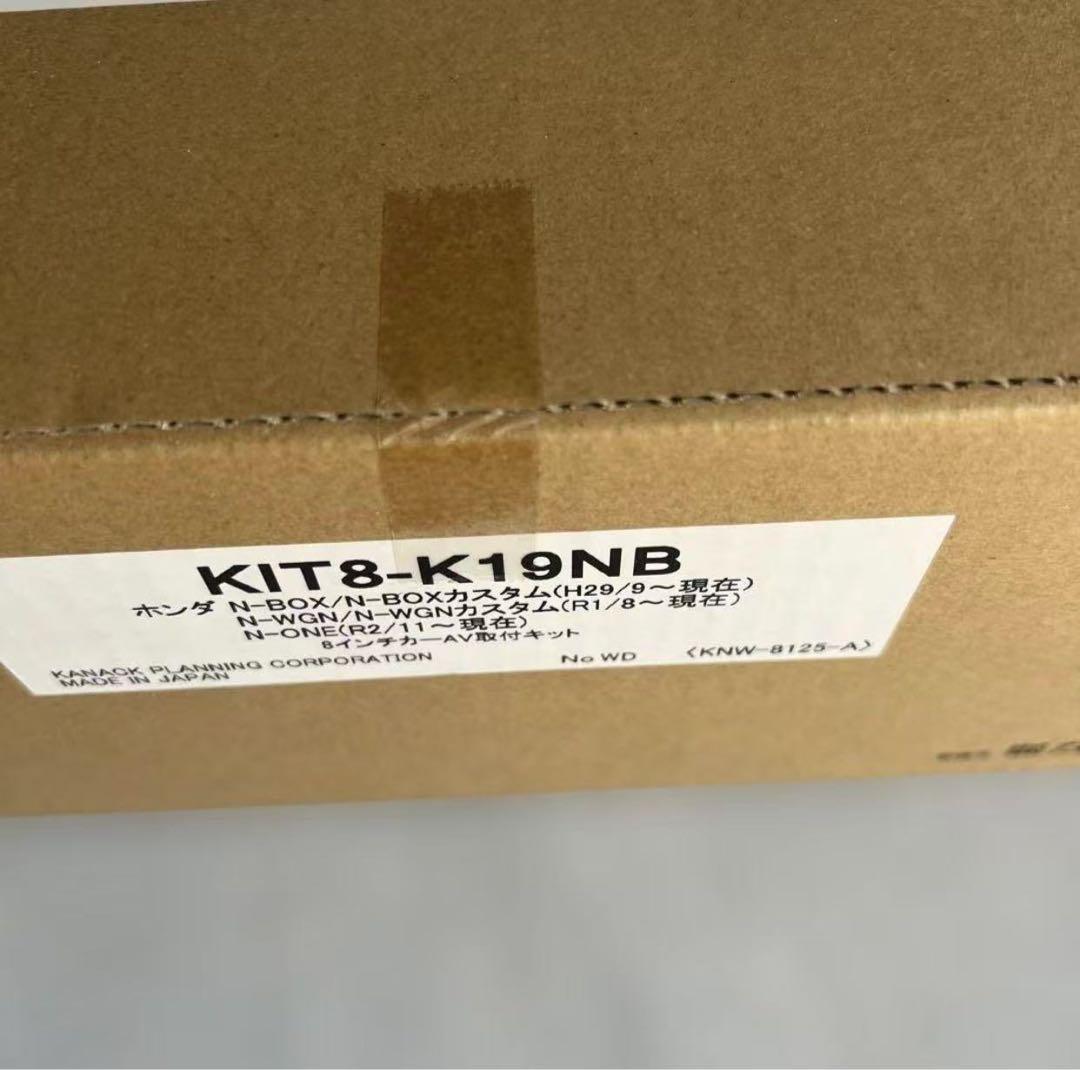 KIT8-K19NB
ホンダ N-BOX/N-BOXカスタム(H29/9～現在)
N-WGN/N-WGNカスタム(R1/8～現在)
N-ONE(R2/11～現在)
8インチカーAV取付キット
KANACK PLANNING CORPORATION No WD 〈KNW-8125-A〉
MADE IN JAPAN